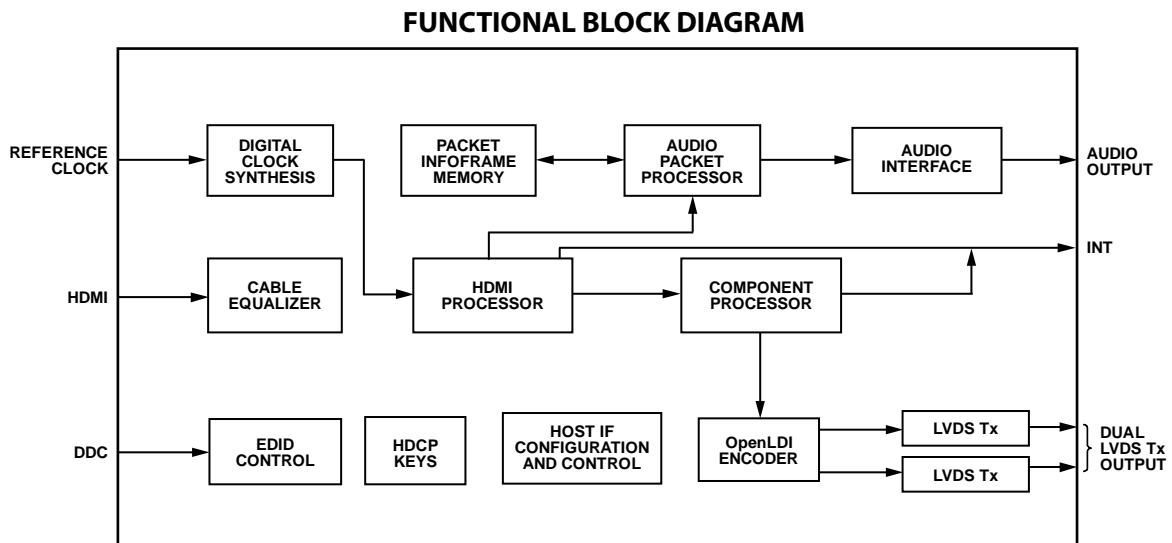 FUNCTIONAL BLOCK DIAGRAM
REFERENCE
CLOCK
DIGITAL
CLOCK
SYNTHESIS
PACKET
INFOFRAME
MEMORY
AUDIO
PACKET
PROCESSOR
AUDIO
INTERFACE
AUDIO
OUTPUT
INT
HDMI
CABLE
EQUALIZER
HDMI
PROCESSOR
COMPONENT
PROCESSOR
DDC
EDID
CONTROL
HDCP
KEYS
HOST IF
CONFIGURATION
AND CONTROL
OpenLDI
ENCODER
LVDS Tx
LVDS Tx
DUAL
LVDS Tx
OUTPUT